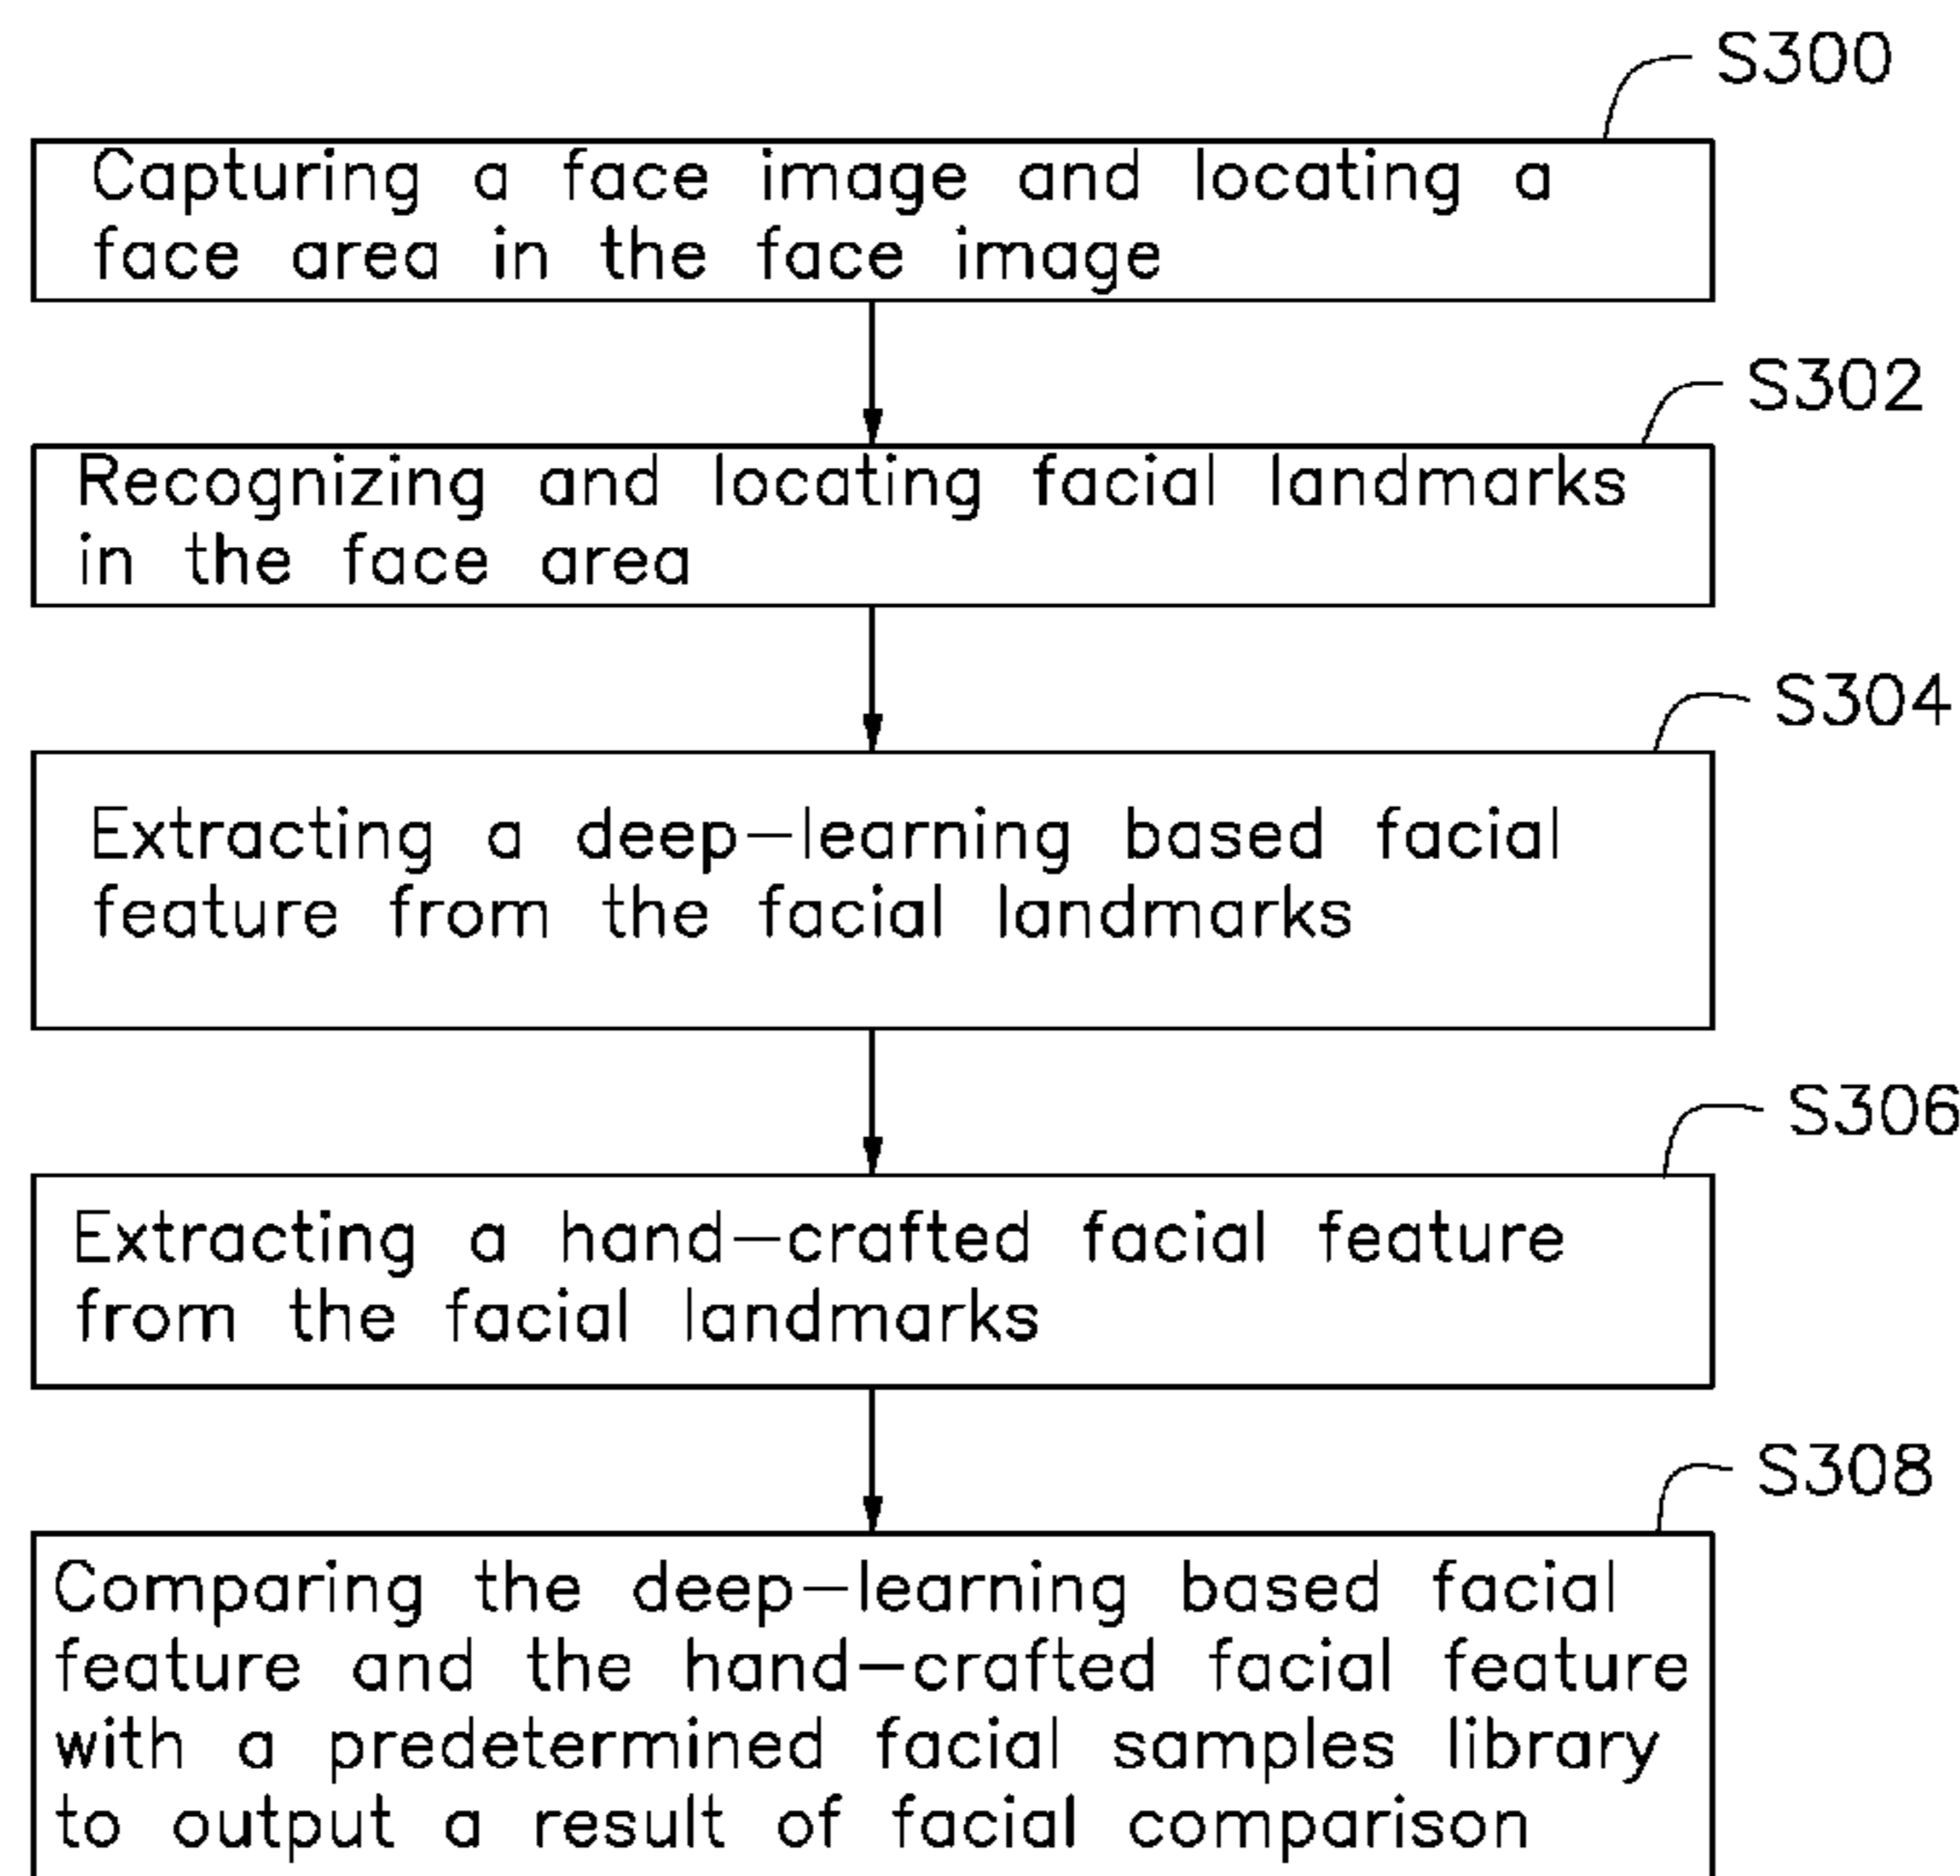 S300
Capturing a face image and locating a
face area in the face image
S302
Recognizing and locating facial landmarks
in the face area
S304
Extracting a deep-learning based facial
feature from the facial landmarks
S306
Extracting a hand-crafted facial feature
from the facial landmarks
S308
Comparing the deep-learning based facial
feature and the hand-crafted facial feature
with a predetermined facial samples library
to output a result of facial comparison